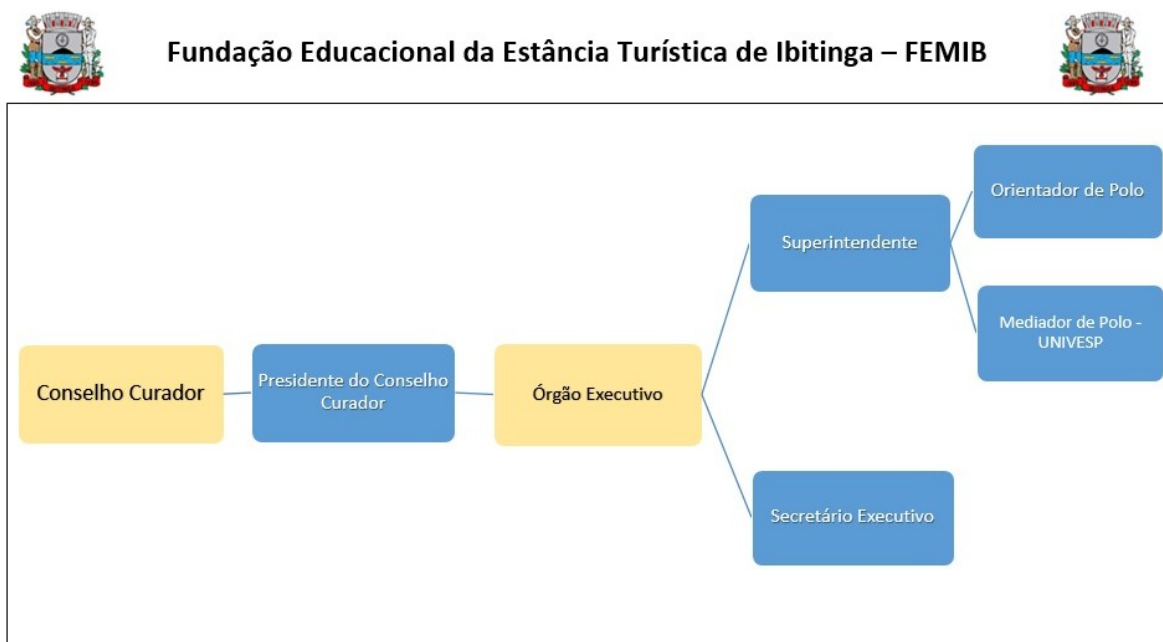 Fundação Educacional da Estância Turística de Ibitinga – FEMIB
Conselho Curador
Presidente do Conselho
Curador
Órgão Executivo
Superintendente
Secretário Executivo
Orientador de Polo
Mediador de Polo -
UNIVESP